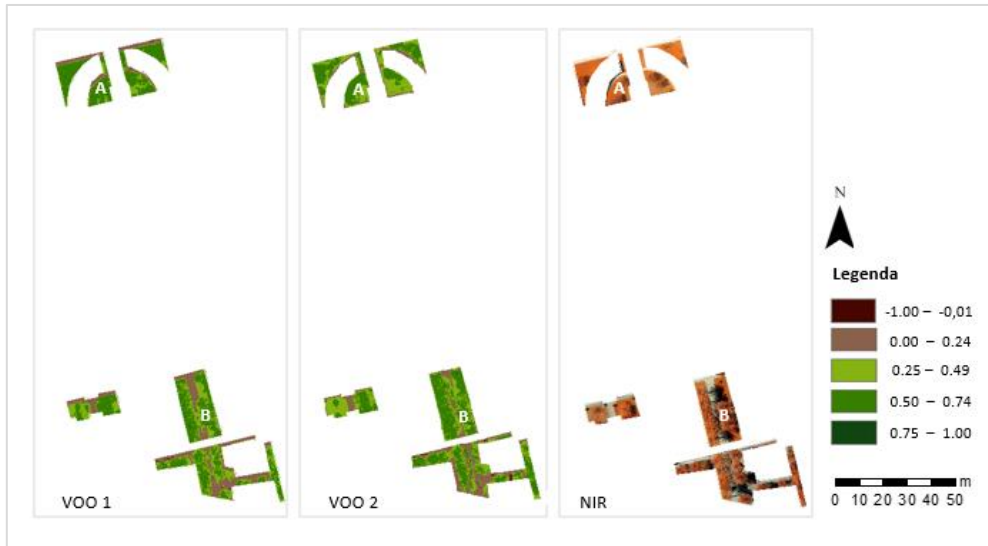 A
A
A
B
B
B
VOO 1
VOO 2
NIR
N
Legenda
-1.00 – -0,01
0.00 – 0.24
0.25 – 0.49
0.50 – 0.74
0.75 – 1.00
m
0 10 20 30 40 50